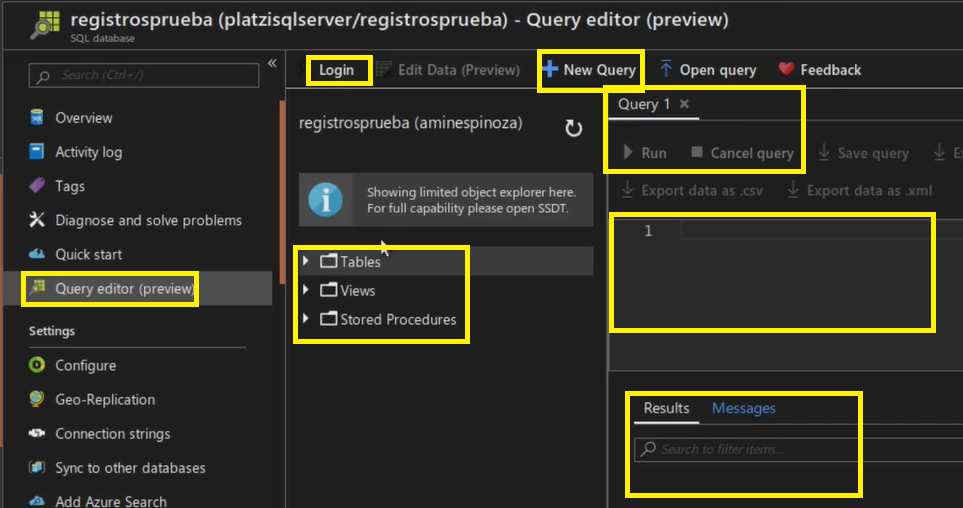 registrosprueba (platzisqlserver/registrosprueba) - Query editor (preview)
SQL database
Search (Ctrl+/)
«
Overview
Activity log
Tags
Diagnose and solve problems
Quick start
Query editor (preview)
Settings
Configure
Geo-Replication
Connection strings
Sync to other databases
Add Azure Search
Login
Edit Data (Preview)
New Query
Open query
Feedback
registrosprueba (aminespinoza)
Showing limited object explorer here.
For full capability please open SSDT.
Tables
Views
Stored Procedures
Query 1 ×
Run
Cancel query
Save query
Export data as .csv
Export data as .xml
1
Results
Messages
Search to filter items...